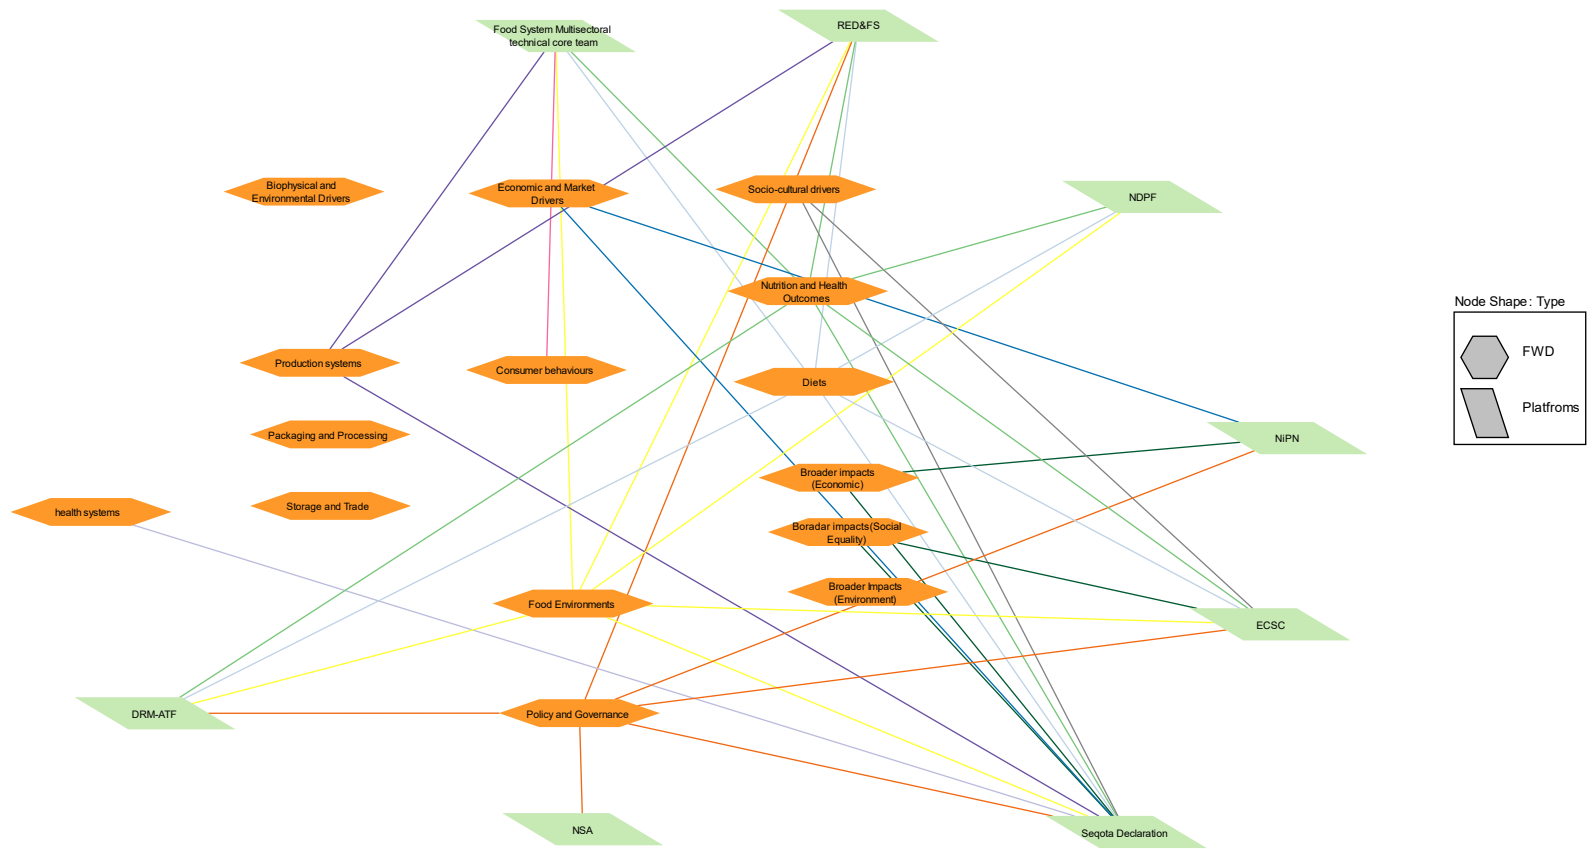 Food System Multisectoral
technical core team
RED&FS
Biophysical and
Environmental Drivers
Economic and Market
Drivers
Socio-cultural drivers
NDPF
Nutrition and Health
Outcomes
Node Shape: Type
FWD
Platfroms
Production systems
Consumer behaviours
Diets
Packaging and Processing
NiPN
Broader impacts
(Economic)
health systems
Storage and Trade
Boradar impacts(Social
Equality)
Broader Impacts
(Environment)
Food Environments
ECSC
DRM-ATF
Policy and Governance
NSA
Seqota Declaration